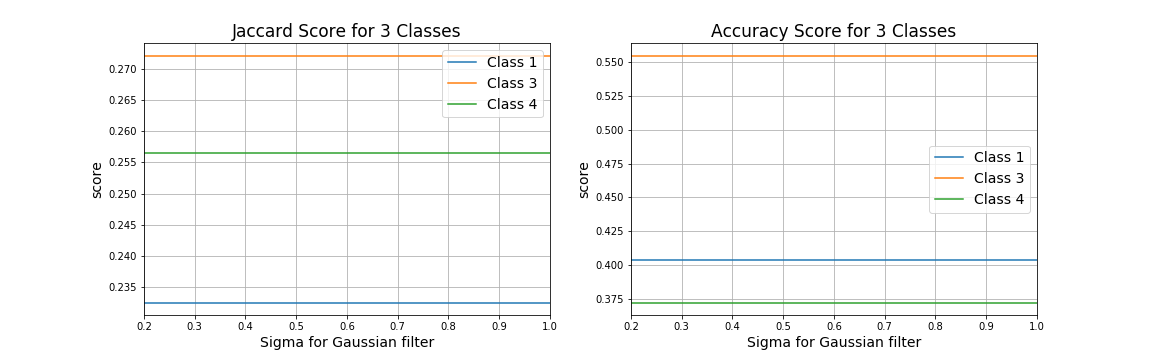 Jaccard Score for 3 Classes
score
0.270
0.265
0.260
0.255
0.250
0.245
0.240
0.235
Class 1
Class 3
Class 4
0.2 0.3 0.4 0.5 0.6 0.7 0.8 0.9 1.0
Sigma for Gaussian filter
Accuracy Score for 3 Classes
score
0.550
0.525
0.500
0.475
0.450
0.425
0.400
0.375
Class 1
Class 3
Class 4
0.2 0.3 0.4 0.5 0.6 0.7 0.8 0.9 1.0
Sigma for Gaussian filter